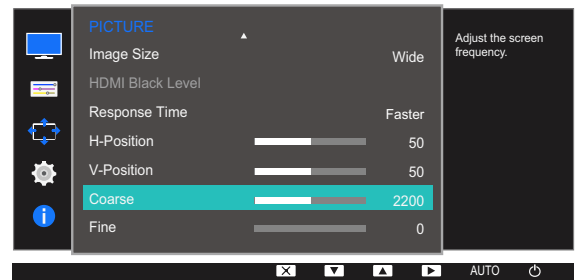 PICTURE
Image Size Wide
HDMI Black Level
Response Time Faster
H-Position 50
V-Position 50
Coarse 2200
Fine 0
Adjust the screen
frequency.
AUTO